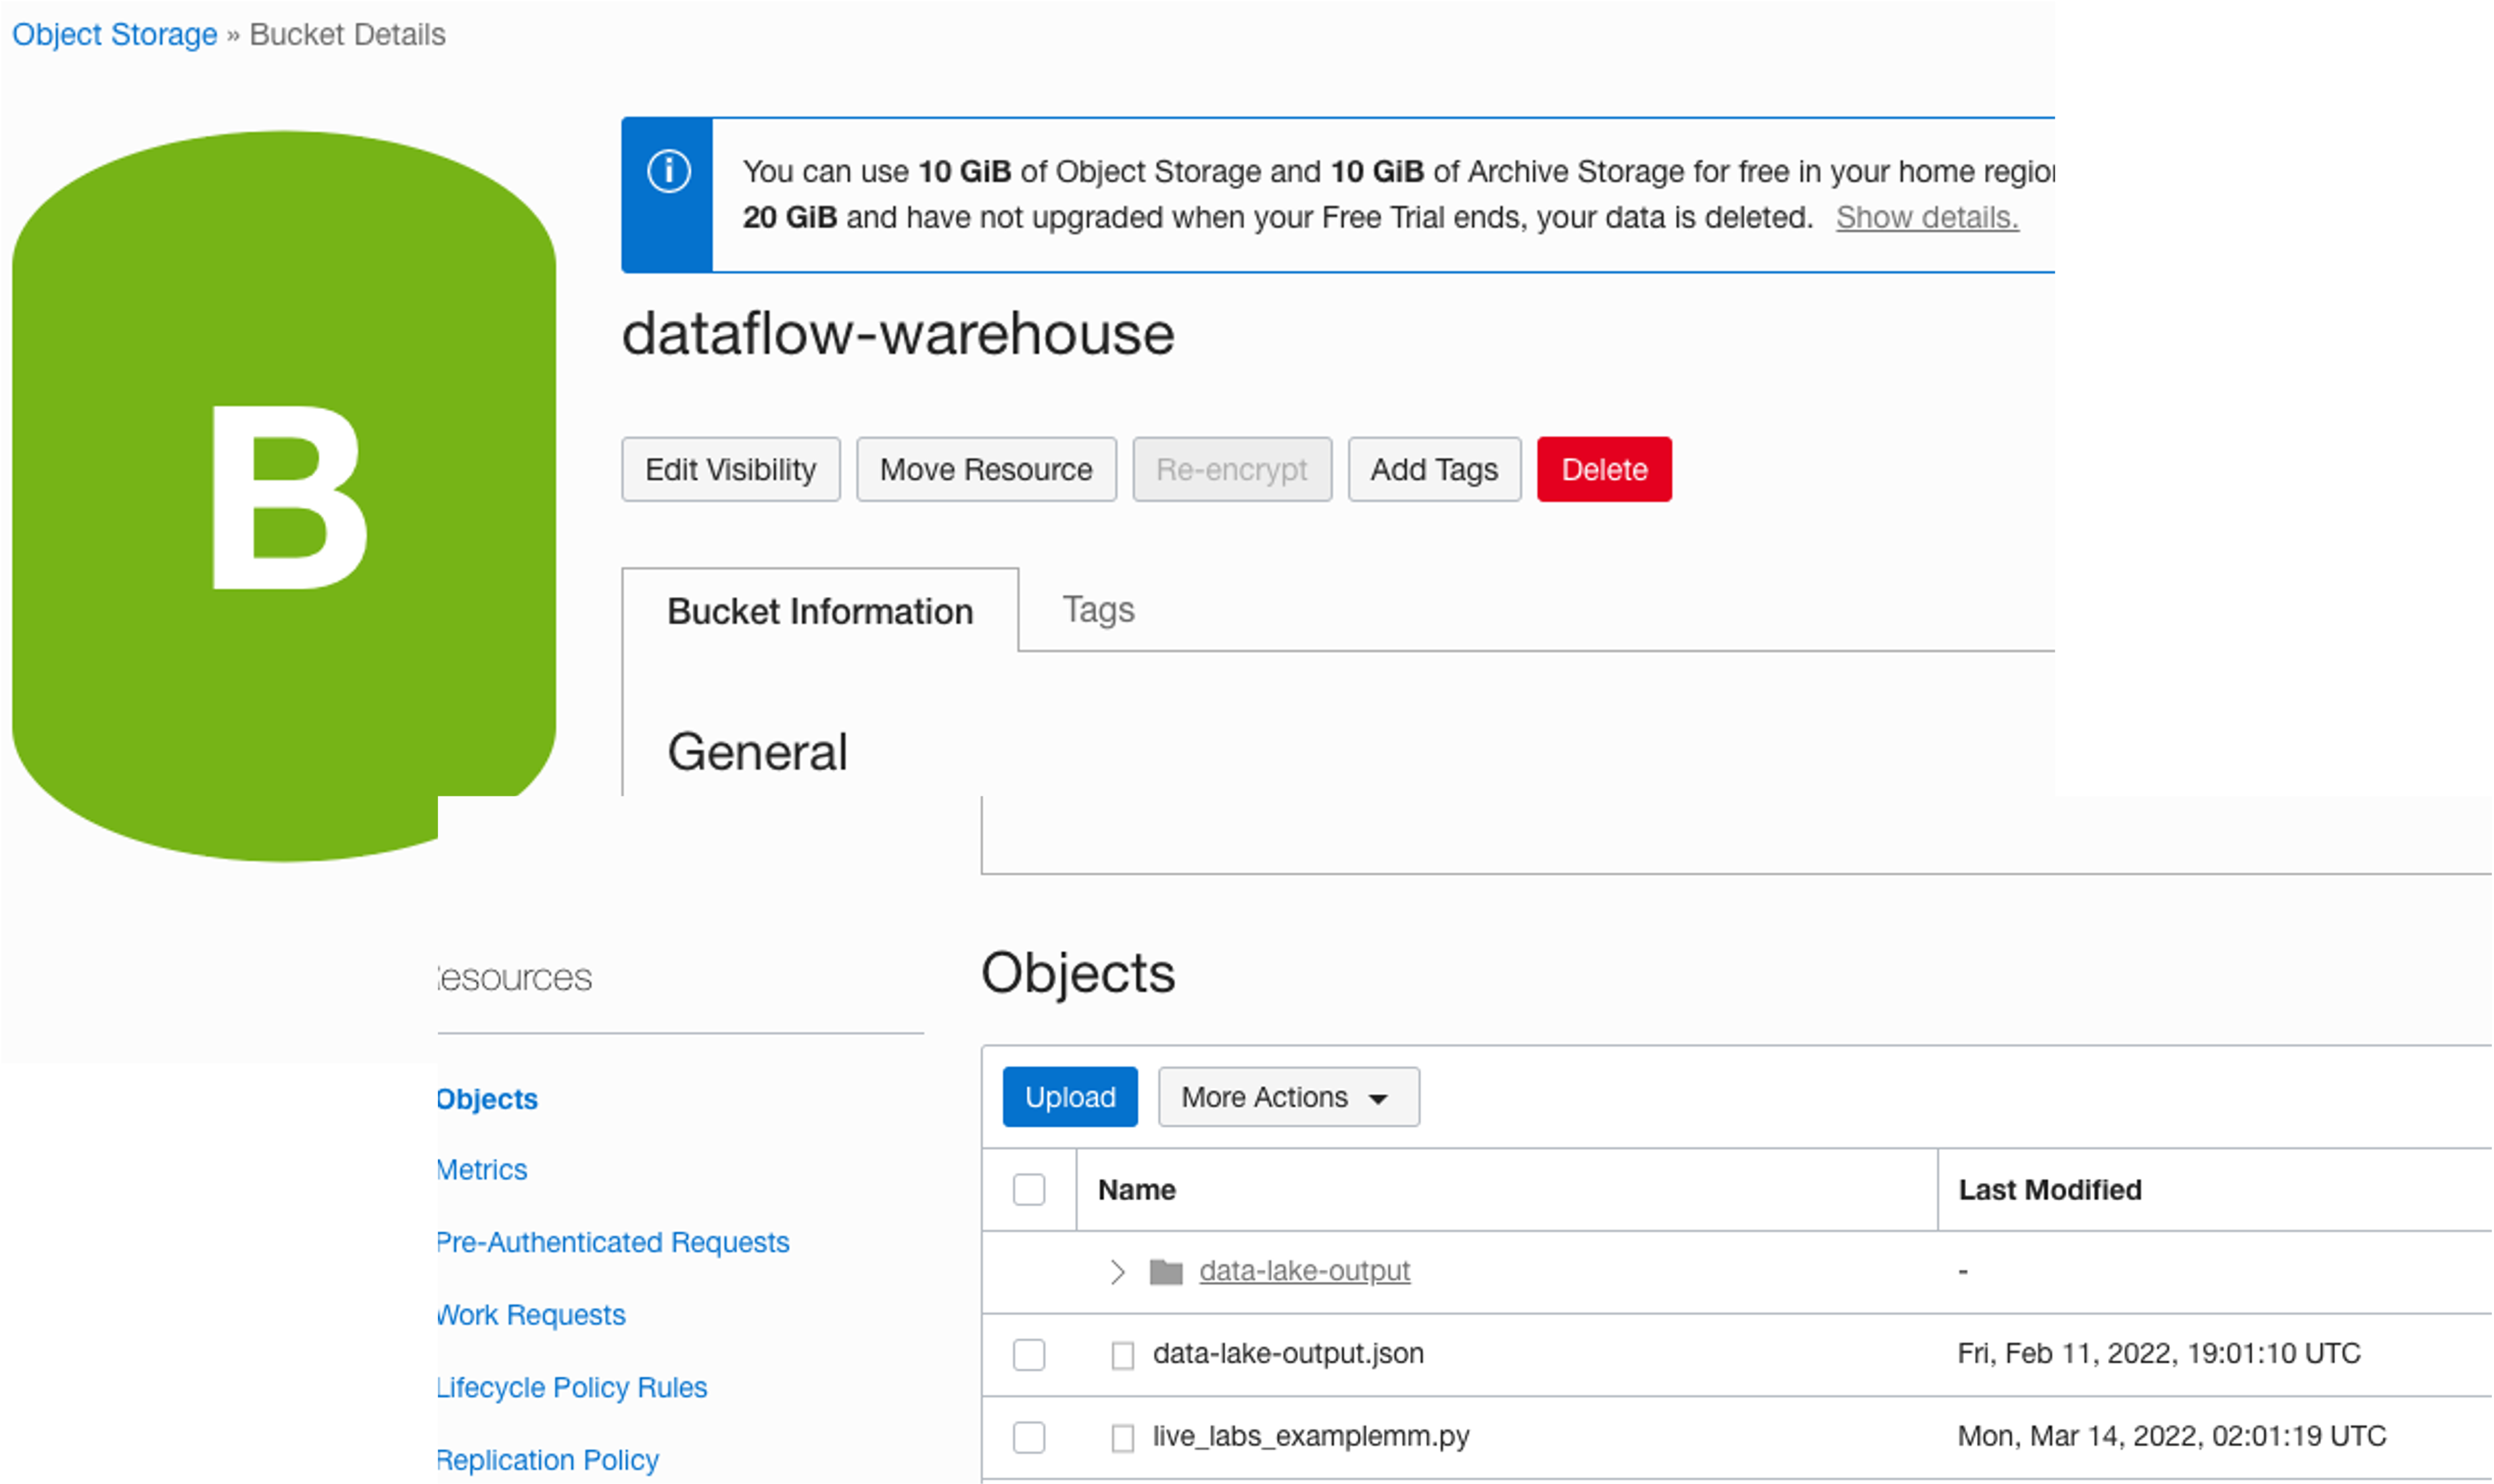 Object Storage » Bucket Details
You can use 10 GiB of Object Storage and 10 GiB of Archive Storage for free in your home
20 GiB and have not upgraded when your Free Trial ends, your data is deleted. Show details.
B
dataflow-warehouse
Edit Visibility Move Resource Re-encrypt Add Tags Delete
Bucket Information Tags
General
esources
Objects
Metrics
Pre-Authenticated Requests
Work Requests
Lifecycle Policy Rules
Replication Policy
Objects
Upload More Actions
Name Last Modified
data-lake-output -
data-lake-output.json Fri, Feb 11, 2022, 19:01:10 UTC
live_labs_examplemm.py Mon, Mar 14, 2022, 02:01:19 UTC